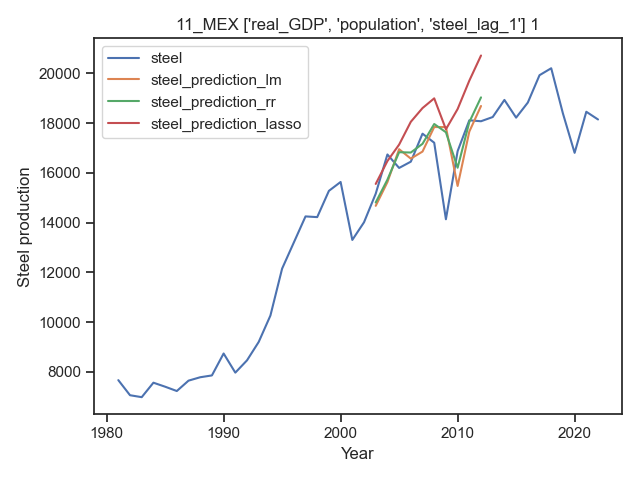 11_MEX ['real_GDP', 'population', 'steel_lag_1'] 1
steel
steel_prediction_lm
steel_prediction_rr
steel_prediction_lasso
20000
18000
16000
14000
12000
10000
8000
Steel production
1980
1990
2000
2010
2020
Year